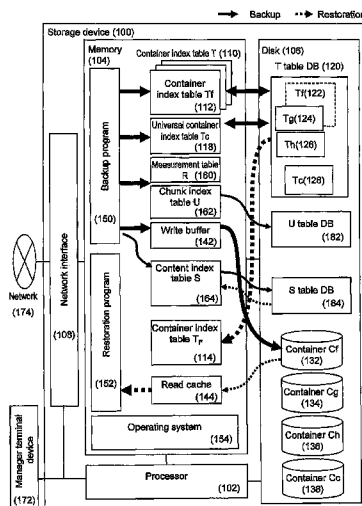 Backup
Restoration
Storage device (100)
Memory
(104)
Container index table T (110)
Container
index table Tf
(112)
Universal container
index table Tc
(118)
Measurement table
R (160)
Chunk index
table U
(162)
Write buffer
(142)
Content index
table S
(164)
Container
index table
(114)
Read cache
(144)
Operating system
(154)
Backup program
(150)
Restoration program
(152)
Network interface
(108)
Network
(174)
Manager terminal
device
(172)
Processor
(102)
Disk (106)
T table DB (120)
Tf(122)
Tg(124)
Th(126)
Tc(128)
U table DB
(182)
S table DB
(184)
Container Cf
(132)
Container Cg
(134)
Container Ch
(136)
Container Cc
(138)